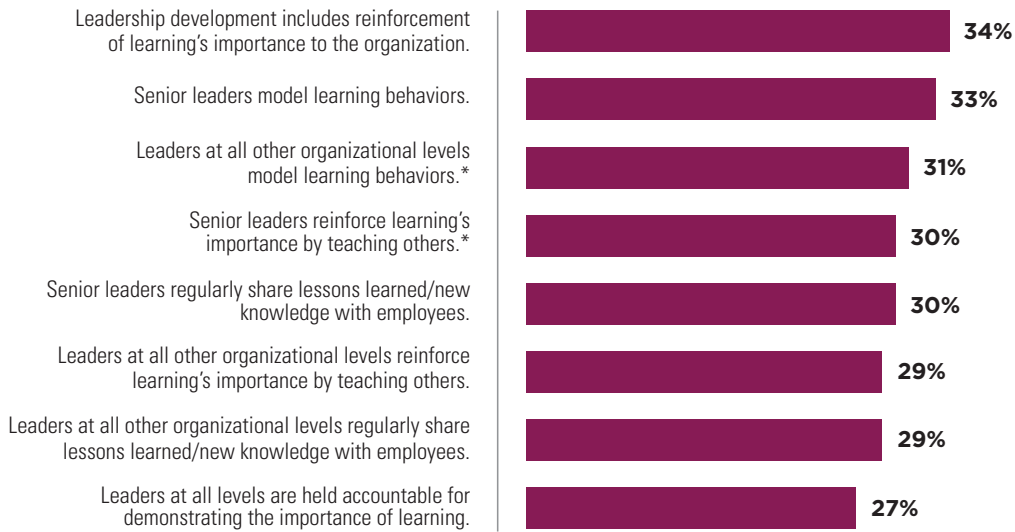 Leadership development includes reinforcement
of learning’s importance to the organization.
34%
Senior leaders model learning behaviors.
33%
Leaders at all other organizational levels
model learning behaviors.*
31%
Senior leaders reinforce learning’s
importance by teaching others.*
30%
Senior leaders regularly share lessons learned/new
knowledge with employees.
30%
Leaders at all other organizational levels reinforce
learning’s importance by teaching others.
29%
Leaders at all other organizational levels regularly share
lessons learned/new knowledge with employees.
29%
Leaders at all levels are held accountable for
demonstrating the importance of learning.
27%